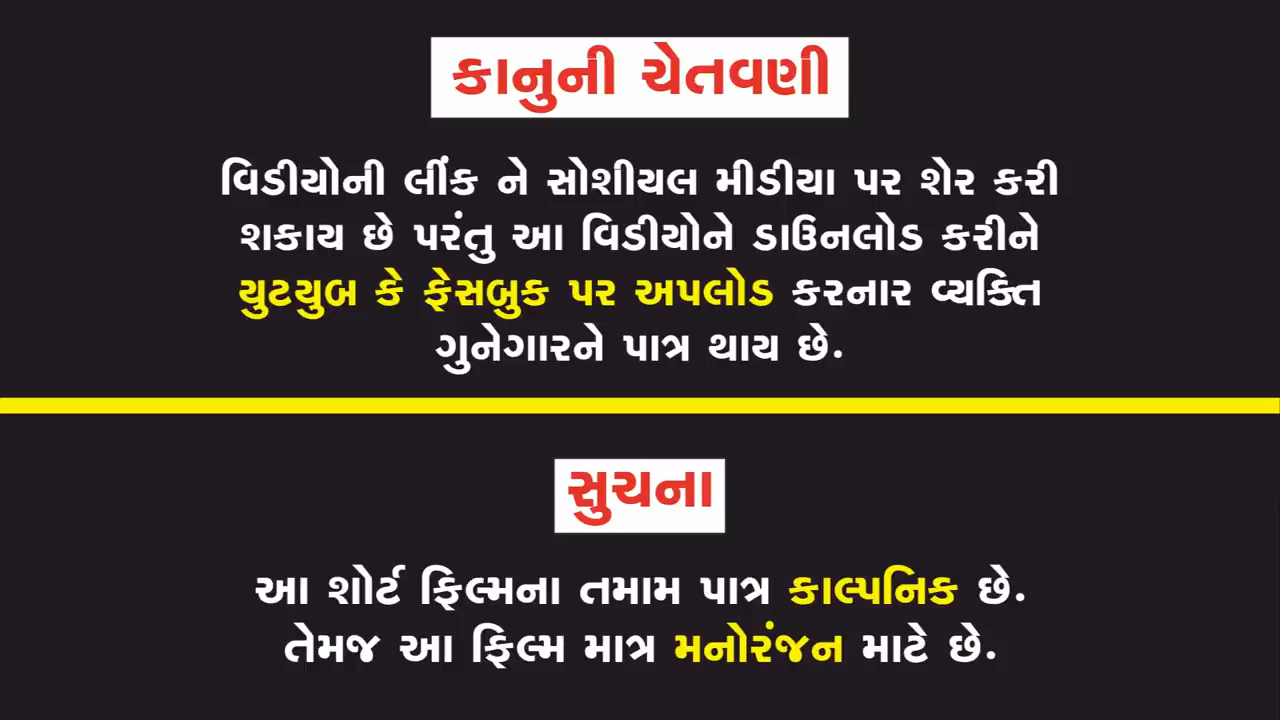 કાનુની ચેતવણી
વિડીયોની લીંક ને સોશીયલ મીડીયા પર શેર કરી
શકાય છે પરંતુ આ વિડીયોને ડાઉનલોડ કરીને
યુટયુબ કે ફેસબુક પર અપલોડ કરનાર વ્યક્તિ
ગુનેગારને પાત્ર થાય છે.
સુચના
આ શોર્ટ ફિલ્મના તમામ પાત્ર કાલ્પનિક છે.
તેમજ આ ફિલ્મ માત્ર મનોરંજન માટે છે.